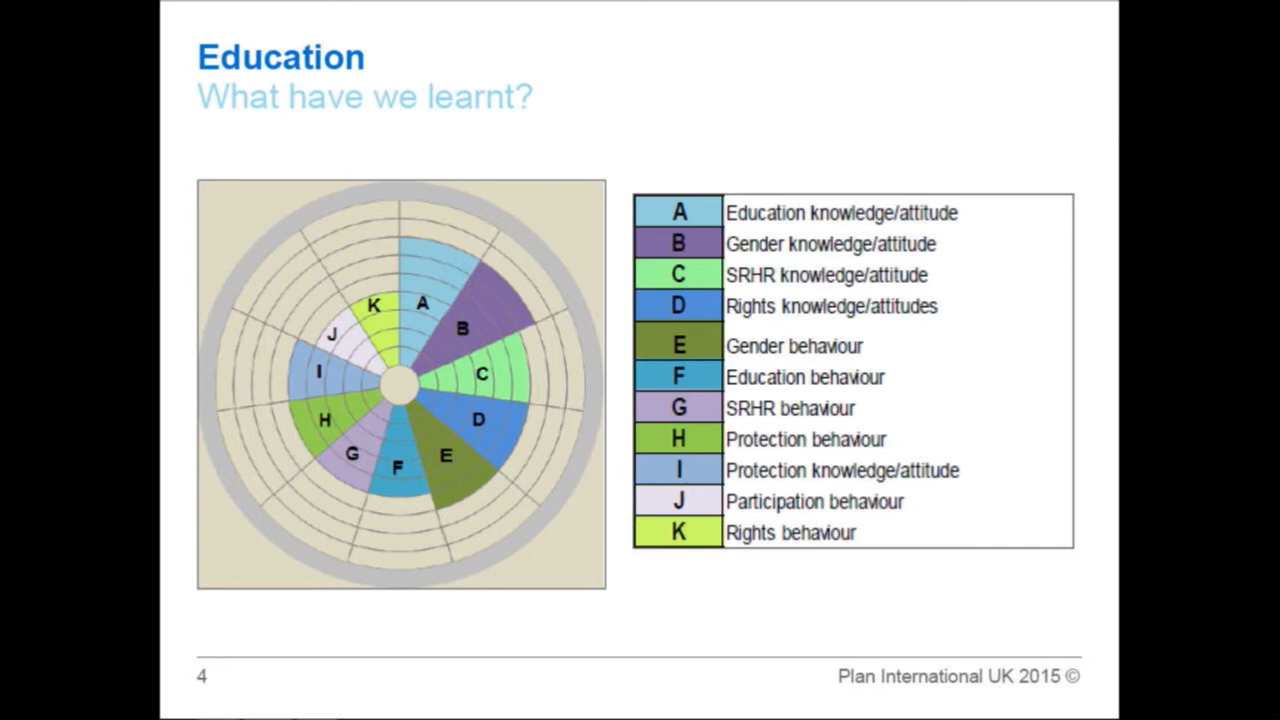 Education
What have we learnt?
A
B
C
D
E
F
G
H
I
J
K
A Education knowledge/attitude
B Gender knowledge/attitude
C SRHR knowledge/attitude
D Rights knowledge/attitudes
E Gender behaviour
F Education behaviour
G SRHR behaviour
H Protection behaviour
I Protection knowledge/attitude
J Participation behaviour
K Rights behaviour
4
Plan International UK 2015 ©